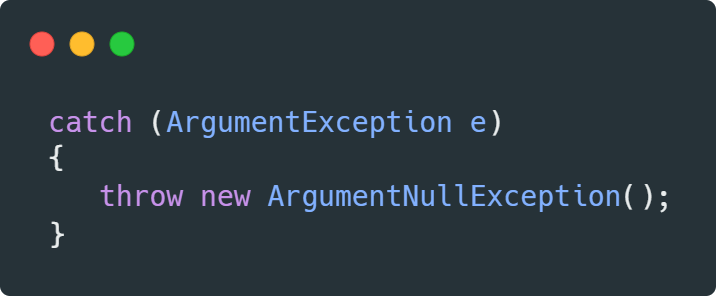 catch (ArgumentException e)
{
   throw new ArgumentNullException();
}